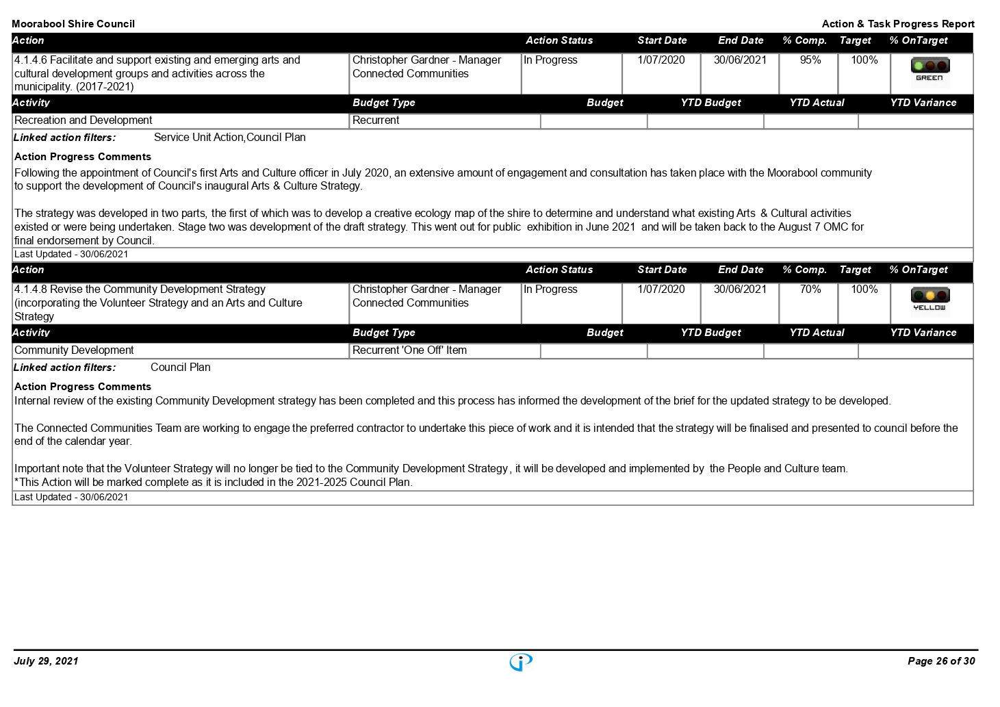 Moorabool Shire Council Action & Task Progress Report
Action Action Status Start Date End Date % Comp. Target % OnTarget
4.1.4.6 Facilitate and support existing and emerging arts and Christopher Gardner - Manager In Progress 1/07/2020 30/06/2021 95% 100%
cultural development groups and activities across the Connected Communities GREEN
municipality. (2017-2021)
Activity Budget Type Budget YTD Budget YTD Actual YTD Variance
Recreation and Development Recurrent
Linked action filters: Service Unit Action,Council Plan
Action Progress Comments
Following the appointment of Council's first Arts and Culture officer in July 2020, an extensive amount of engagement and consultation has taken place with the Moorabool community
to support the development of Council's inaugural Arts & Culture Strategy.
The strategy was developed in two parts, the first of which was to develop a creative ecology map of the shire to determine and understand what existing Arts & Cultural activities
existed or were being undertaken. Stage two was development of the draft strategy. This went out for public exhibition in June 2021 and will be taken back to the August 7 OMC for
final endorsement by Council.
Last Updated - 30/06/2021
Action Action Status Start Date End Date % Comp. Target % OnTarget
4.1.4.8 Revise the Community Development Strategy Christopher Gardner - Manager In Progress 1/07/2020 30/06/2021 70% 100%
(incorporating the Volunteer Strategy and an Arts and Culture Connected Communities YELLOW
Strategy
Activity Budget Type Budget YTD Budget YTD Actual YTD Variance
Community Development Recurrent 'One Off' Item
Linked action filters: Council Plan
Action Progress Comments
Internal review of the existing Community Development strategy has been completed and this process has informed the development of the brief for the updated strategy to be developed.
The Connected Communities Team are working to engage the preferred contractor to undertake this piece of work and it is intended that the strategy will be finalised and presented to council before the
end of the calendar year.
Important note that the Volunteer Strategy will no longer be tied to the Community Development Strategy, it will be developed and implemented by the People and Culture team.
*This Action will be marked complete as it is included in the 2021-2025 Council Plan.
Last Updated - 30/06/2021
July 29, 2021 Page 26 of 30